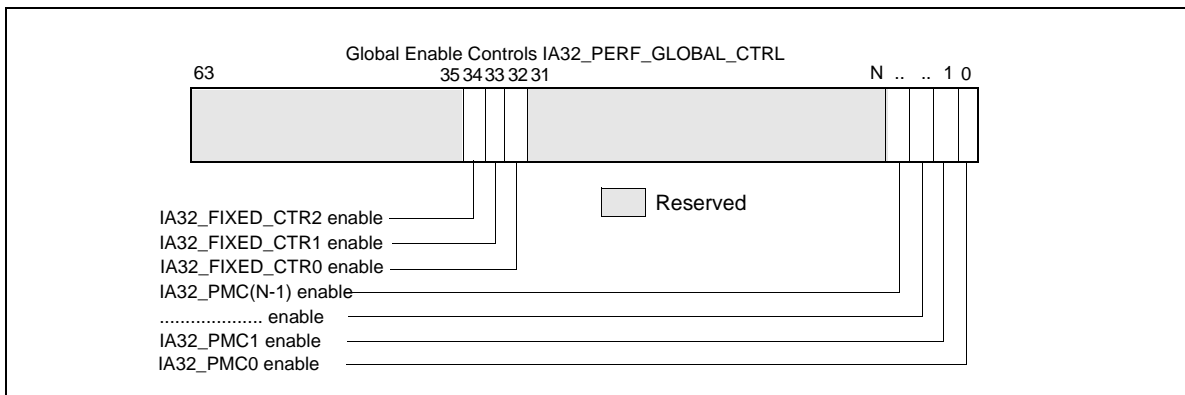 Global Enable Controls IA32_PERF_GLOBAL_CTRL
63 35 34 33 32 31 N .. .. 1 0
Reserved
IA32_FIXED_CTR2 enable
IA32_FIXED_CTR1 enable
IA32_FIXED_CTR0 enable
IA32_PMC(N-1) enable
.................... enable
IA32_PMC1 enable
IA32_PMC0 enable